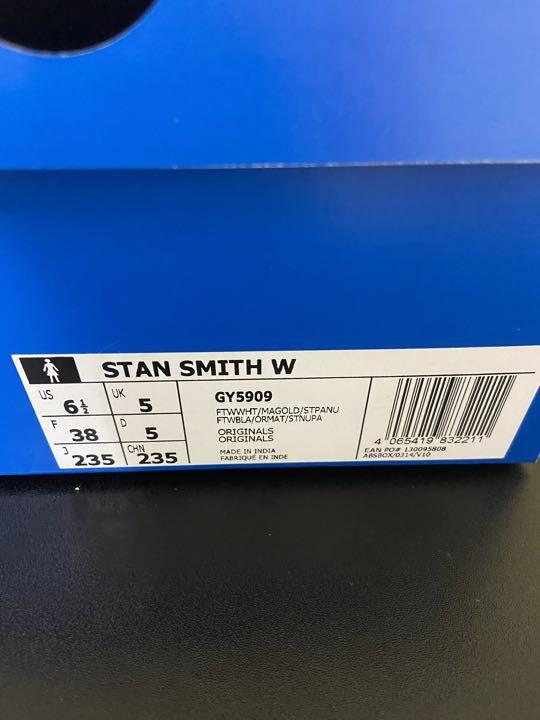 STAN SMITH W
US 6½ UK 5
F 38 D 5
J 235 CHN 235
GY5909
FTWWHT/MAGOLD/STPANU
FTWBLA/ORMAT/STNUPA
ORIGINALS
ORIGINALS
MADE IN INDIA
FABRIQUÉ EN INDE
4 065419 832211
EAN PO# 130095808
ABSBOX/0314/V10